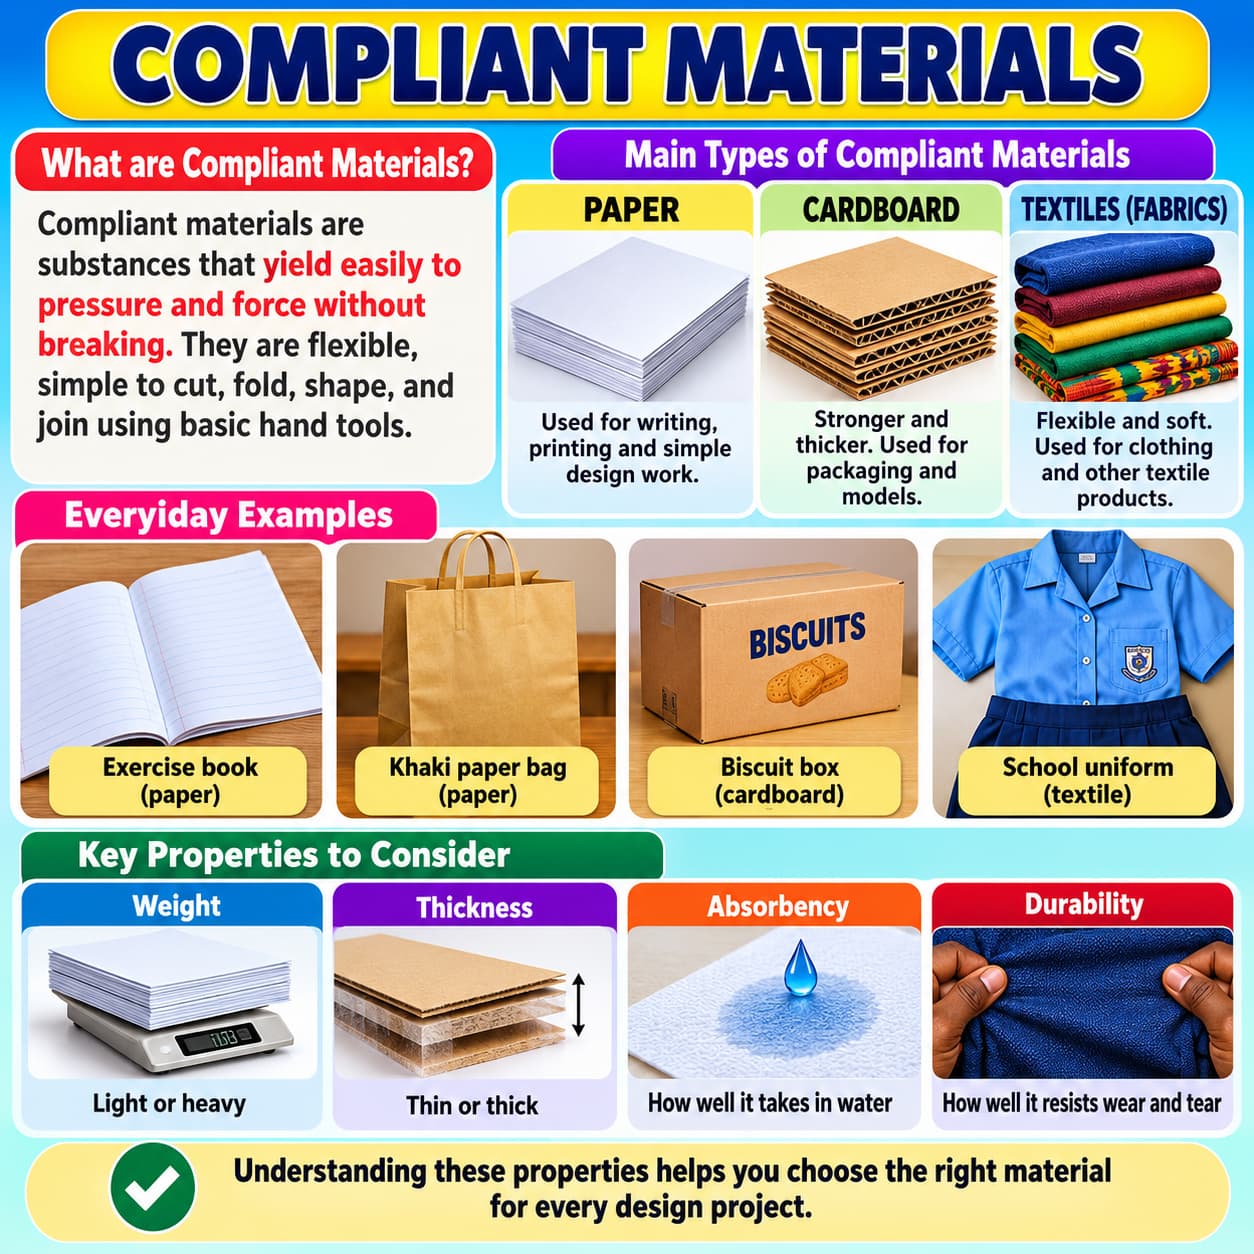 COMPLIANT MATERIALS
What are Compliant Materials?
Compliant materials are
substances that yield easily to
pressure and force without
breaking. They are flexible,
simple to cut, fold, shape, and
join using basic hand tools.
Main Types of Compliant Materials
PAPER
Used for writing,
printing and simple
design work.
CARDBOARD
Stronger and
thicker. Used for
packaging and
models.
TEXTILES (FABRICS)
Flexible and soft.
Used for clothing
and other textile
products.
Everyiday Examples
Exercise book
(paper)
Khaki paper bag
(paper)
BISCUITS
Biscuit box
(cardboard)
School uniform
(textile)
Key Properties to Consider
Weight
Light or heavy
Thickness
Thin or thick
Absorbency
How well it takes in water
Durability
How well it resists wear and tear
Understanding these properties helps you choose the right material
for every design project.